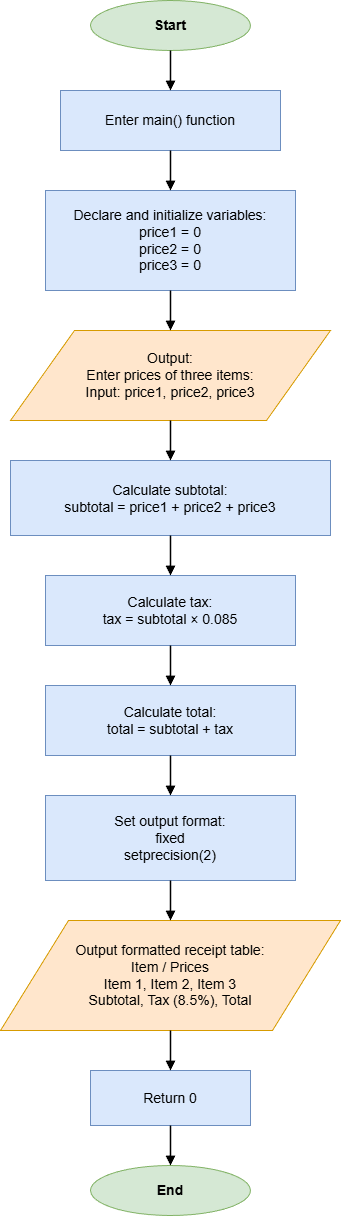 Start
Enter main() function
Declare and initialize variables:
price1 = 0
price2 = 0
price3 = 0
Output:
Enter prices of three items:
Input: price1, price2, price3
Calculate subtotal:
subtotal = price1 + price2 + price3
Calculate tax:
tax = subtotal × 0.085
Calculate total:
total = subtotal + tax
Set output format:
fixed
setprecision(2)
Output formatted receipt table:
Item / Prices
Item 1, Item 2, Item 3
Subtotal, Tax (8.5%), Total
Return 0
End